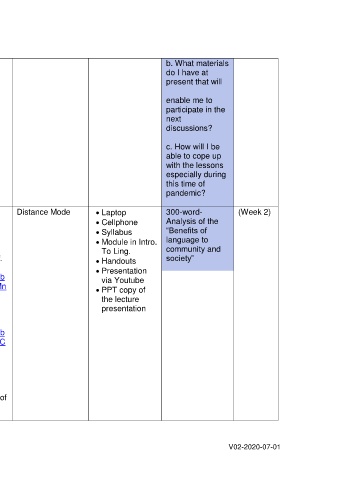 b. What materials
do I have at
present that will
enable me to
participate in the
next
discussions?
c. How will I be
able to cope up
with the lessons
especially during
this time of
pandemic?
Distance Mode
• Laptop
• Cellphone
• Syllabus
• Module in Intro.
To Ling.
• Handouts
• Presentation
via Youtube
• PPT copy of
the lecture
presentation
300-word-
Analysis of the
"Benefits of
language to
community and
society"
(Week 2)
b
b
C
of
V02-2020-07-01